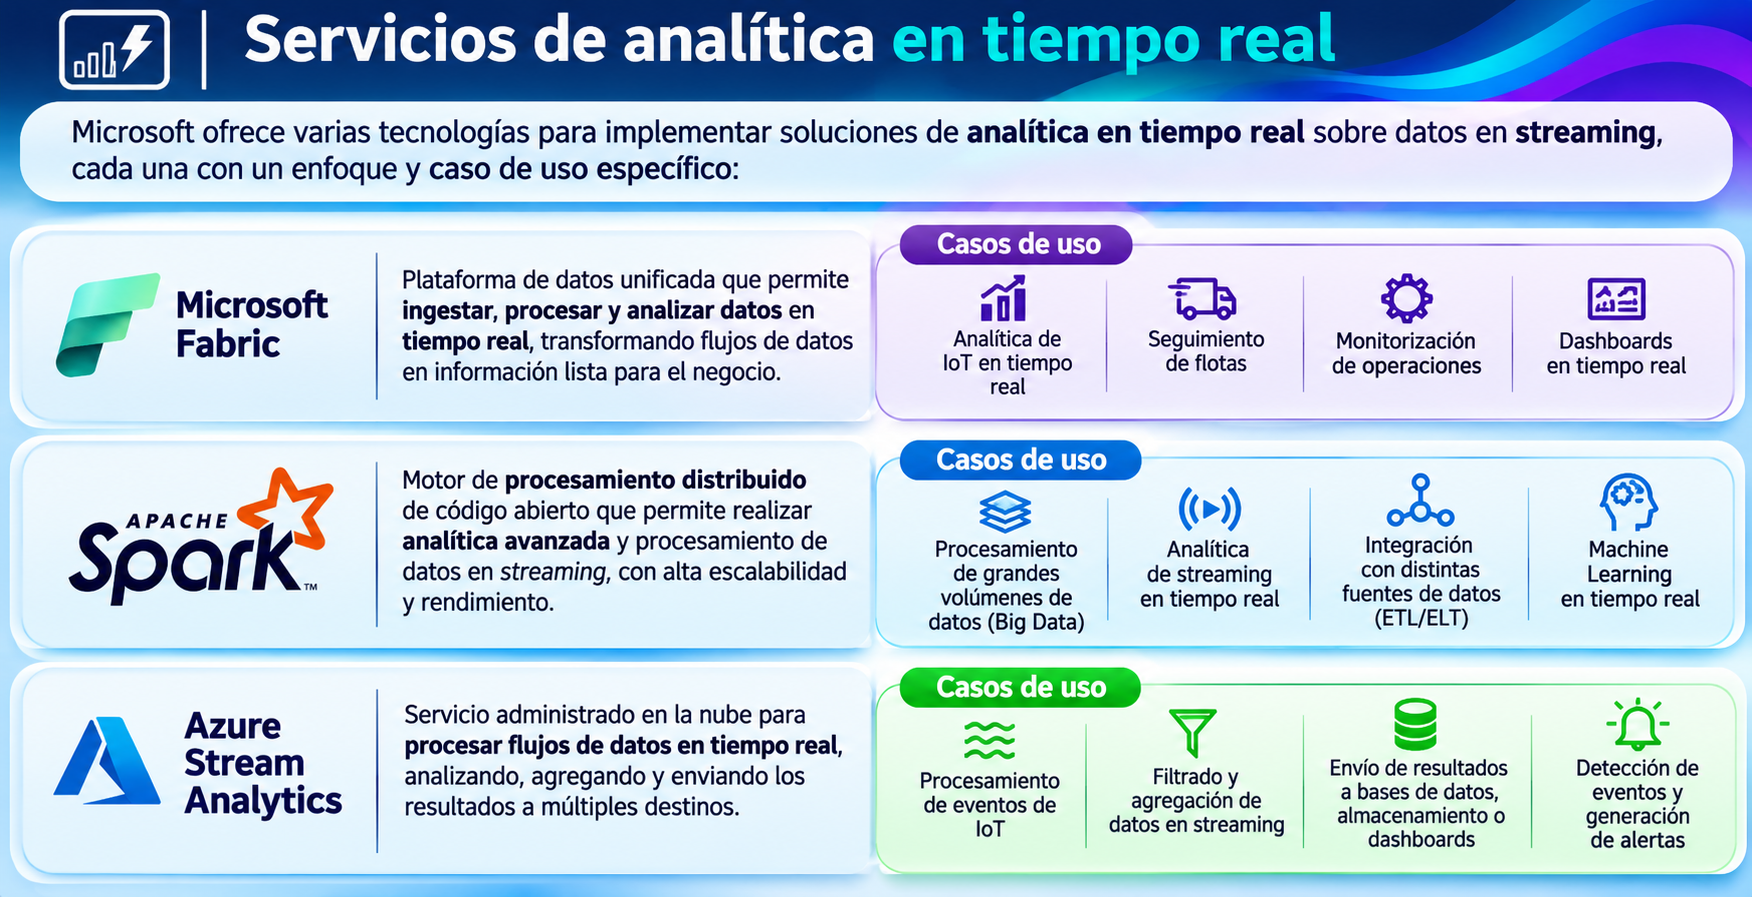 Servicios de analítica en tiempo real
Microsoft ofrece varias tecnologías para implementar soluciones de analítica en tiempo real sobre datos en streaming,
cada una con un enfoque y caso de uso específico:
Microsoft
Fabric
Plataforma de datos unificada que permite
ingestar, procesar y analizar datos en
tiempo real, transformando flujos de datos
en información lista para el negocio.
Casos de uso
Analítica de
IoT en tiempo
real
Seguimiento
de flotas
Monitorización
de operaciones
Dashboards
en tiempo real
APACHE
Spark™
Motor de procesamiento distribuido
de código abierto que permite realizar
analítica avanzada y procesamiento de
datos en streaming, con alta escalabilidad
y rendimiento.
Casos de uso
Procesamiento
de grandes
volúmenes de
datos (Big Data)
Analítica
de streaming
en tiempo real
Integración
con distintas
fuentes de datos
(ETL/ELT)
Machine
Learning
en tiempo real
Azure
Stream
Analytics
Servicio administrado en la nube para
procesar flujos de datos en tiempo real,
analizando, agregando y enviando los
resultados a múltiples destinos.
Casos de uso
Procesamiento
de eventos de
IoT
Filtrado y
agregación de
datos en streaming
Envío de resultados
a bases de datos,
almacenamiento o
dashboards
Detección de
eventos y
generación
de alertas